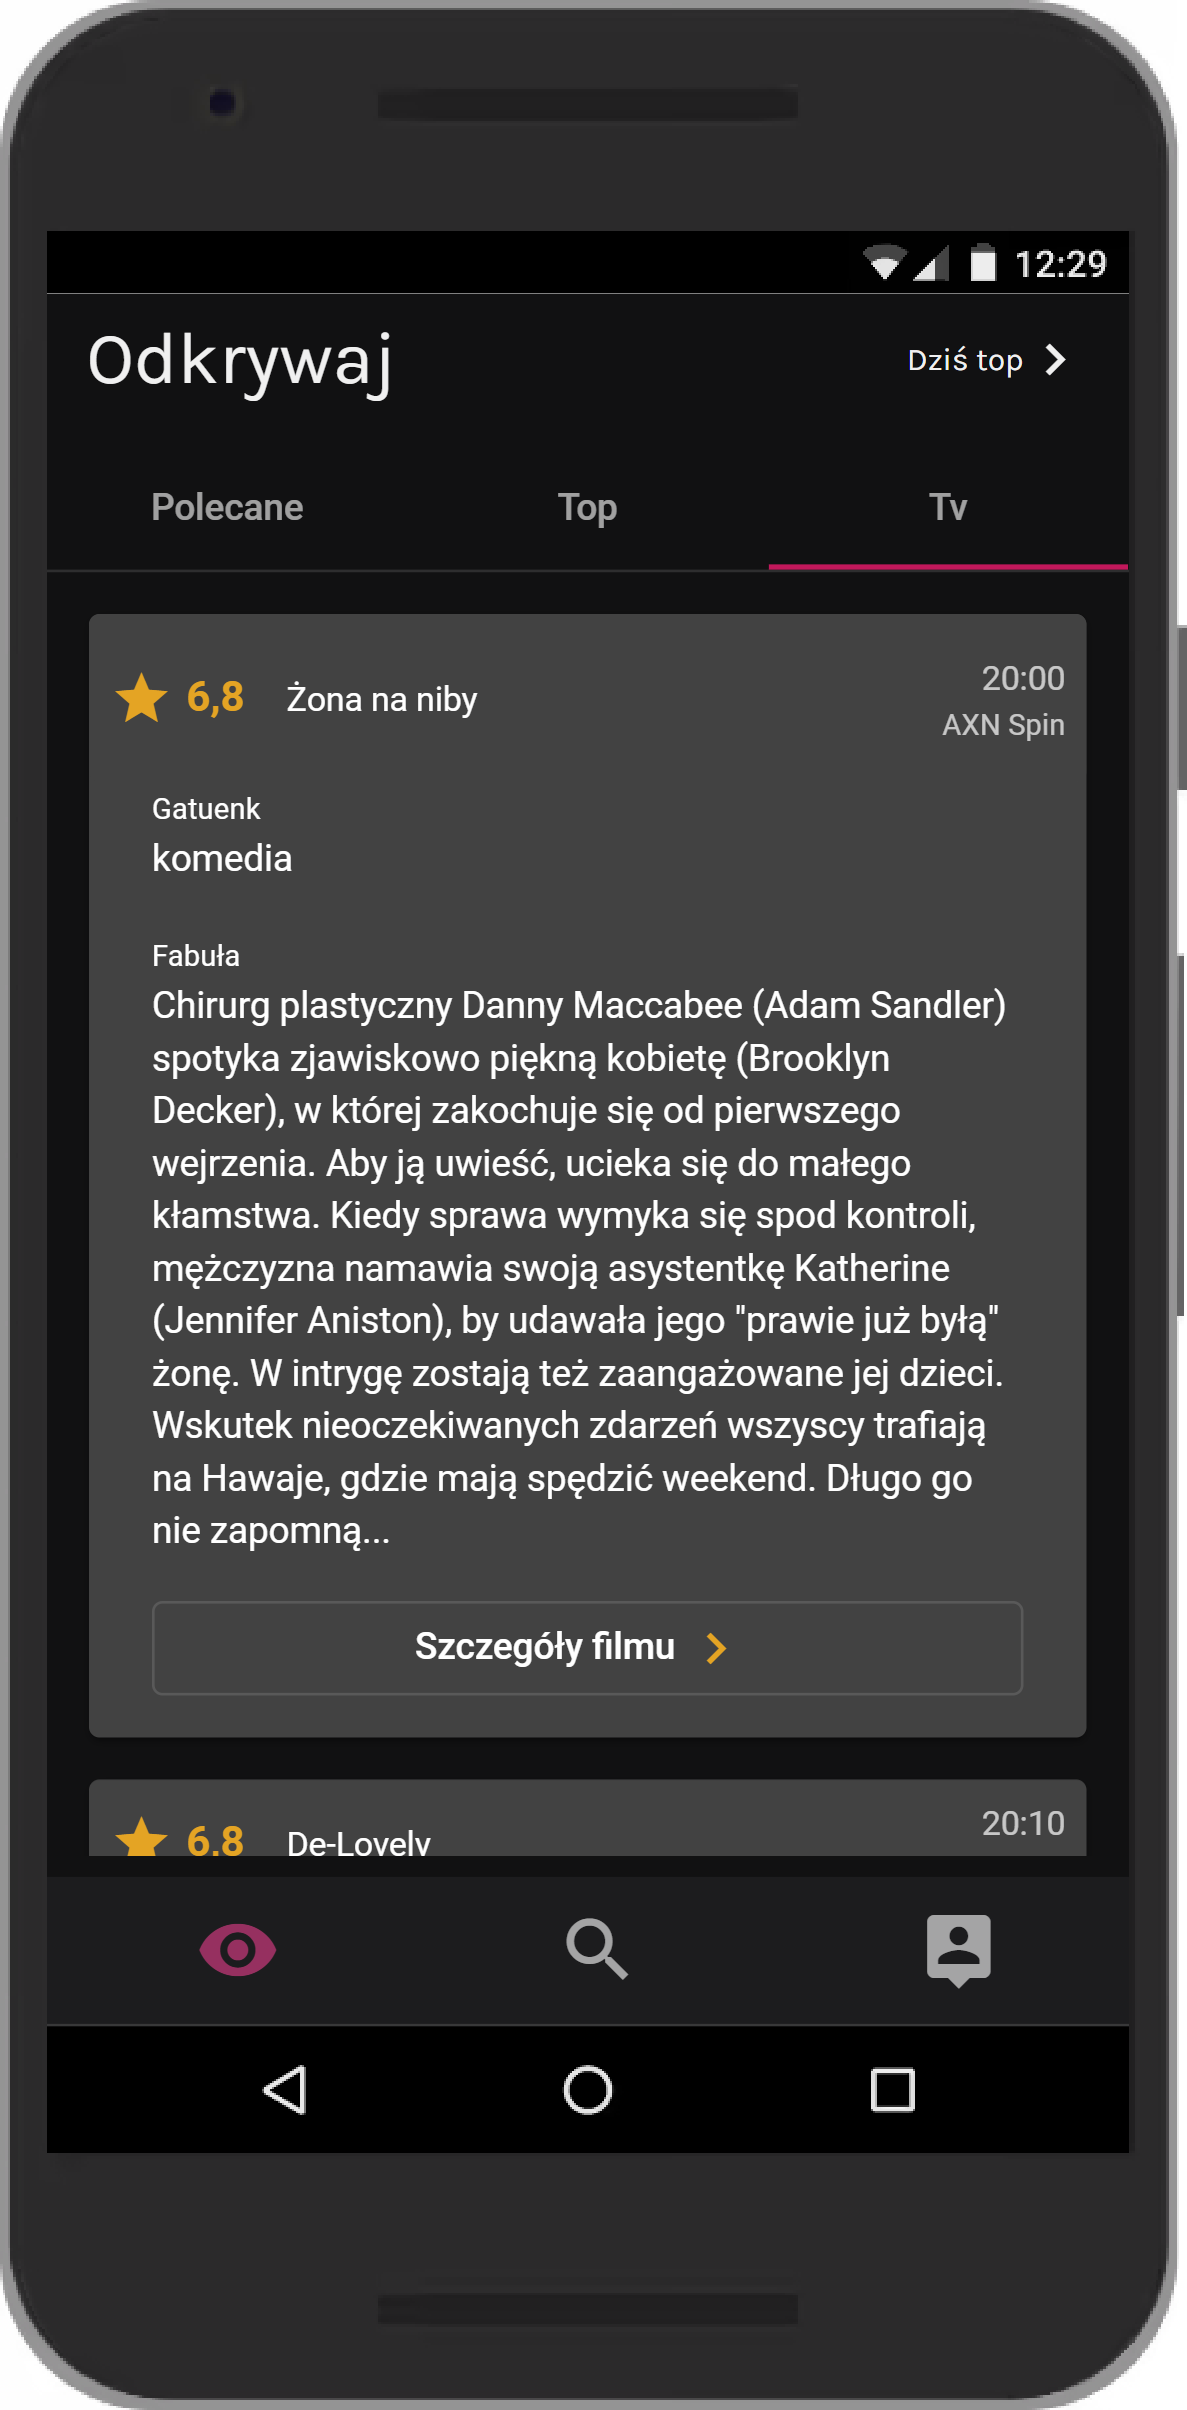 12:29
Odkrywaj
Dziś top
Polecane Top Tv
6,8 Żona na niby 20:00
AXN Spin
Gatuenk
komedia
Fabuła
Chirurg plastyczny Danny Maccabee (Adam Sandler)
spotyka zjawiskowo piękną kobietę (Brooklyn
Decker), w której zakochuje się od pierwszego
wejrzenia. Aby ją uwieść, ucieka się do małego
kłamstwa. Kiedy sprawa wymyka się spod kontroli,
mężczyzna namawia swoją asystentkę Katherine
(Jennifer Aniston), by udawała jego "prawie już byłą"
żonę. W intrygę zostają też zaangażowane jej dzieci.
Wskutek nieoczekiwanych zdarzeń wszyscy trafiają
na Hawaje, gdzie mają spędzić weekend. Długo go
nie zapomną...
Szczegóły filmu
6,8 De-Lovely 20:10